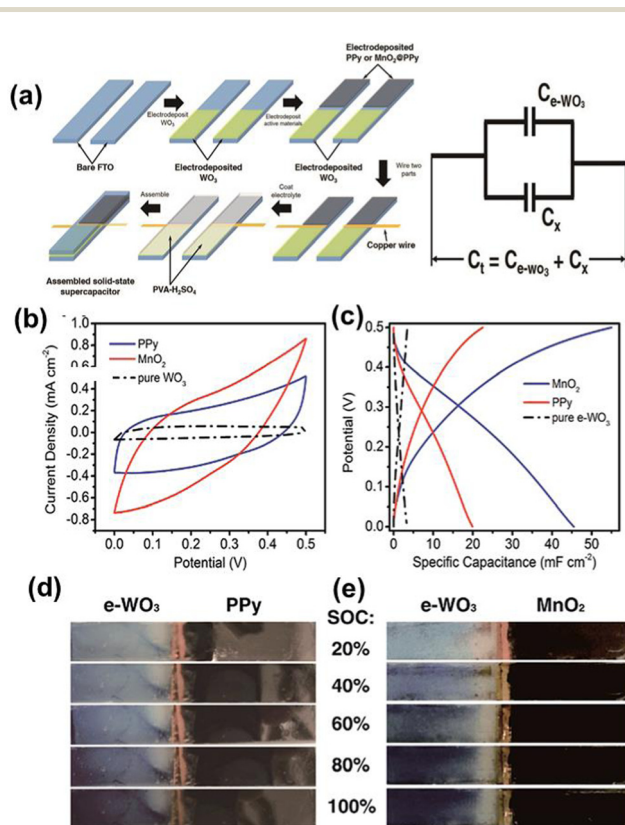 (a)
Electrodeposited
PPy or MnO₂@PPy
Electrodeposit
WO₃
Electrodeposit
active materials
Bare FTO
Electrodeposited
WO₃
Electrodeposited
WO₃
Wire two
parts
Assemble
Coat
electrolyte
Copper wire
Assembled solid-state
supercapacitor
PVA-H₂SO₄
Ce-WO₃
Cx
Ct = Ce-WO₃ + Cx
(b)
1.0
0.8
0.6
0.4
0.2
0.0
-0.2
-0.4
-0.6
-0.8
Current Density (mA cm⁻²)
PPy
MnO₂
pure WO₃
0.0 0.1 0.2 0.3 0.4 0.5
Potential (V)
(c)
0.5
0.4
0.3
0.2
0.1
0.0
Potential (V)
MnO₂
PPy
pure e-WO₃
0 10 20 30 40 50
Specific Capacitance (mF cm⁻²)
(d)
e-WO₃ PPy
SOC:
20%
40%
60%
80%
100%
(e)
e-WO₃ MnO₂